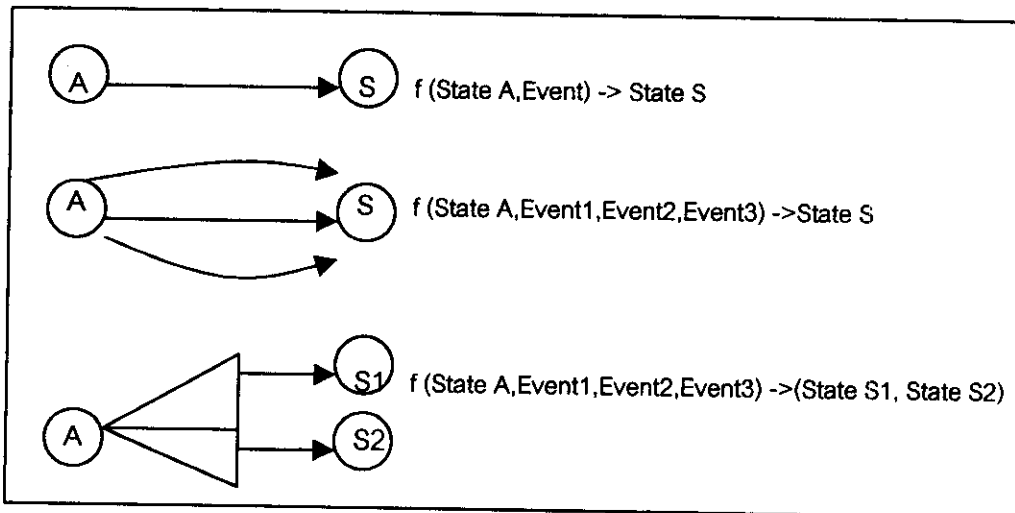 A S f (State A,Event) -> State S
A S f (State A,Event1,Event2,Event3) ->State S
S1 f (State A,Event1,Event2,Event3) ->(State S1, State S2)
A S2